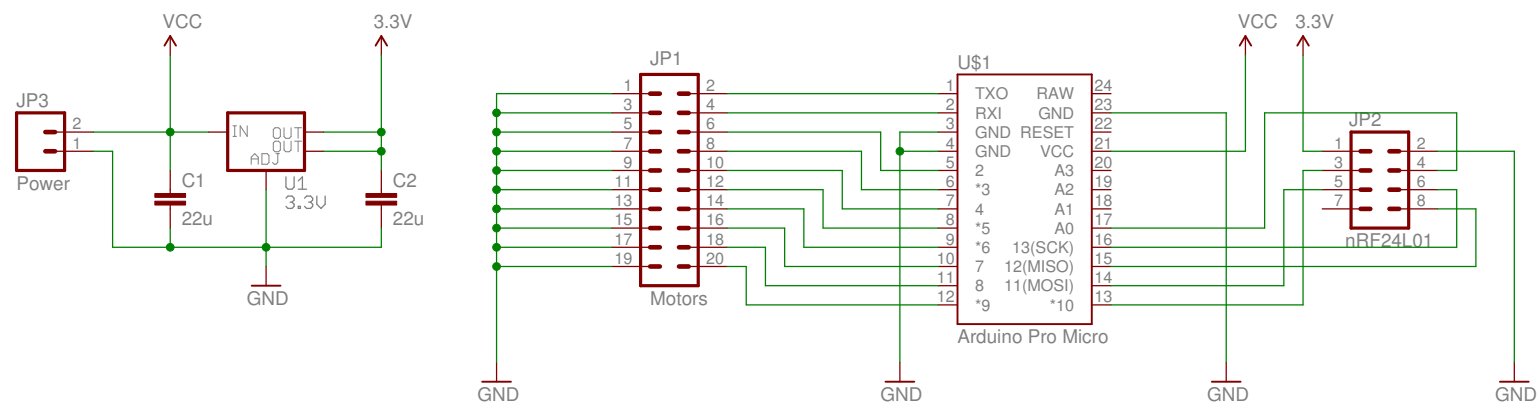 VCC
3.3V
JP3
2
1
Power
IN
OUT
OUT
ADJ
U1
3.3V
C1
22u
C2
22u
GND
JP1
1 2
3 4
5 6
7 8
9 10
11 12
13 14
15 16
17 18
19 20
Motors
GND
U$1
1 TXO RAW 24
2 RXI GND 23
3 GND RESET 22
4 GND VCC 21
5 2 A3 20
6 *3 A2 19
7 4 A1 18
8 *5 A0 17
9 *6 13(SCK) 16
10 7 12(MISO) 15
11 8 11(MOSI) 14
12 *9 *10 13
Arduino Pro Micro
GND
GND
VCC
3.3V
JP2
1 2
3 4
5 6
7 8
nRF24L01
GND